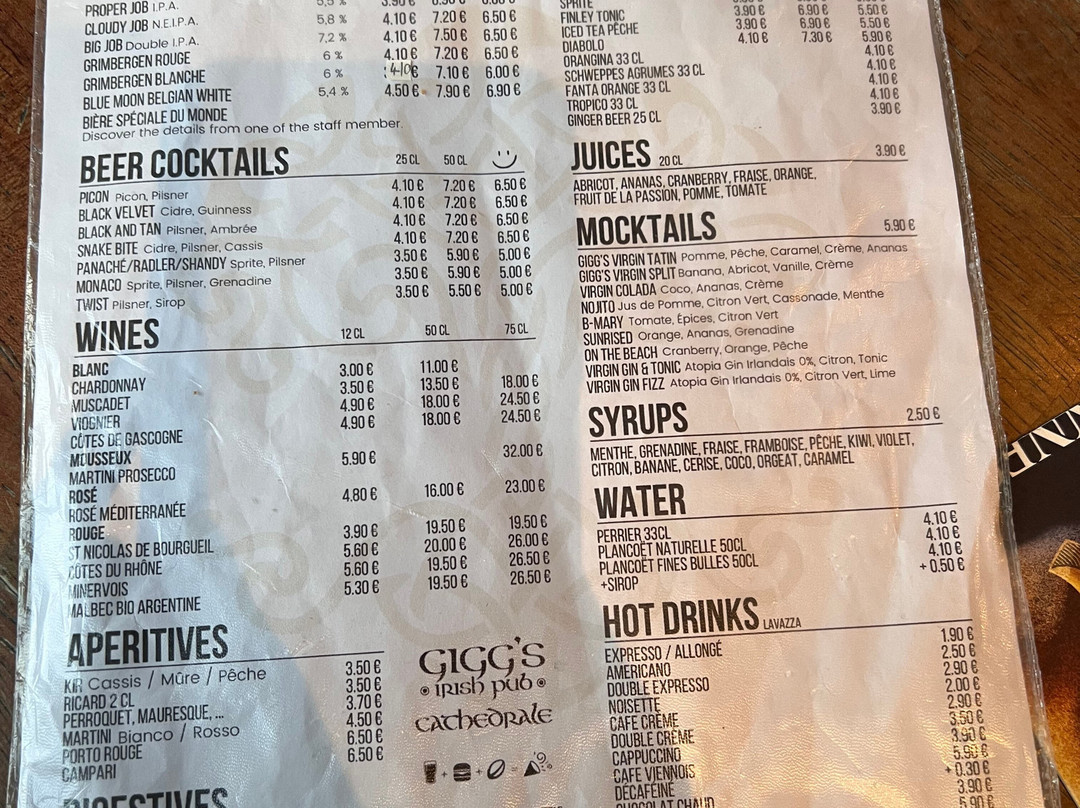 PROPER JOB I.P.A. 5,5 % 3.90 € 6.50 € 6.00 €
CLOUDY JOB N.E.I.P.A. 5,8 % 4.10 € 7.20 € 6.50 €
BIG JOB Double I.P.A. 7,2 % 4.10 € 7.50 € 6.50 €
GRIMBERGEN ROUGE 6 % 4.10 € 7.20 € 6.50 €
GRIMBERGEN BLANCHE 6 % 4.10€ 7.10 € 6.00 €
BLUE MOON BELGIAN WHITE 5,4 % 4.50 € 7.90 € 6.90 €
BIÈRE SPÉCIALE DU MONDE
Discover the details from one of the staff member.
BEER COCKTAILS 25 CL 50 CL
PICON Picon, Pilsner 4.10 € 7.20 € 6.50 €
BLACK VELVET Cidre, Guinness 4.10 € 7.20 € 6.50 €
BLACK AND TAN Pilsner, Ambrée 4.10 € 7.20 € 6.50 €
SNAKE BITE Cidre, Pilsner, Cassis 4.10 € 7.20 € 6.50 €
PANACHÉ/RADLER/SHANDY Sprite, Pilsner 3.50 € 5.90 € 5.00 €
MONACO Sprite, Pilsner, Grenadine 3.50 € 5.90 € 5.00 €
TWIST Pilsner, Sirop 3.50 € 5.50 € 5.00 €
WINES 12 CL 50 CL 75 CL
BLANC
CHARDONNAY 3.00 € 11.00 €
MUSCADET 3.50 € 13.50 € 18.00 €
VIOGNIER 4.90 € 18.00 € 24.50 €
CÔTES DE GASCOGNE 4.90 € 18.00 € 24.50 €
MOUSSEUX
MARTINI PROSECCO 5.90 € 32.00 €
ROSÉ
ROSÉ MÉDITERRANÉE 4.80 € 16.00 € 23.00 €
ROUGE
ST NICOLAS DE BOURGUEIL 3.90 € 19.50 € 19.50 €
CÔTES DU RHÔNE 5.60 € 20.00 € 26.00 €
MINERVOIS 5.60 € 19.50 € 26.50 €
MALBEC BIO ARGENTINE 5.30 € 19.50 € 26.50 €
APERITIVES
KIR Cassis / Mûre / Pêche 3.50 €
RICARD 2 CL 3.50 €
PERROQUET, MAURESQUE, ... 3.70 €
MARTINI Bianco / Rosso 4.50 €
PORTO ROUGE 6.50 €
CAMPARI 6.50 €
DIGESTIVES
GIGG'S
IRISH PUB
CATHEDRALE
SPRITE
FINLEY TONIC 3.90 € 6.90 € 5.50 €
ICED TEA PÊCHE 3.90 € 6.90 € 5.50 €
DIABOLO 4.10 € 7.30 € 5.90 €
ORANGINA 33 CL 4.10 €
SCHWEPPES AGRUMES 33 CL 4.10 €
FANTA ORANGE 33 CL 4.10 €
TROPICO 33 CL 4.10 €
GINGER BEER 25 CL 3.90 €
JUICES 20 CL 3.90 €
ABRICOT, ANANAS, CRANBERRY, FRAISE, ORANGE,
FRUIT DE LA PASSION, POMME, TOMATE
MOCKTAILS 5.90 €
GIGG'S VIRGIN TATIN Pomme, Pêche, Caramel, Crème, Ananas
GIGG'S VIRGIN SPLIT Banana, Abricot, Vanille, Crème
VIRGIN COLADA Coco, Ananas, Crème
NOJITO Jus de Pomme, Citron Vert, Cassonade, Menthe
B-MARY Tomate, Épices, Citron Vert
SUNRISED Orange, Ananas, Grenadine
ON THE BEACH Cranberry, Orange, Pêche
VIRGIN GIN & TONIC Atopia Gin Irlandais 0%, Citron, Tonic
VIRGIN GIN FIZZ Atopia Gin Irlandais 0%, Citron Vert, Lime
SYRUPS 2.50 €
MENTHE, GRENADINE, FRAISE, FRAMBOISE, PÊCHE, KIWI, VIOLET,
CITRON, BANANE, CERISE, COCO, ORGEAT, CARAMEL
WATER
PERRIER 33CL 4.10 €
PLANCOËT NATURELLE 50CL 4.10 €
PLANCOËT FINES BULLES 50CL 4.10 €
+SIROP + 0.50 €
HOT DRINKS LAVAZZA
EXPRESSO / ALLONGÉ 1.90 €
AMERICANO 2.50 €
DOUBLE EXPRESSO 2.90 €
NOISETTE 2.00 €
CAFE CRÈME 2.90 €
DOUBLE CRÈME 3.50 €
CAPPUCCINO 3.90 €
CAFE VIENNOIS 5.90 €
DÉCAFÉINÉ + 0.30 €
CHOCOLAT CHAUD 3.90 €
5.90 €